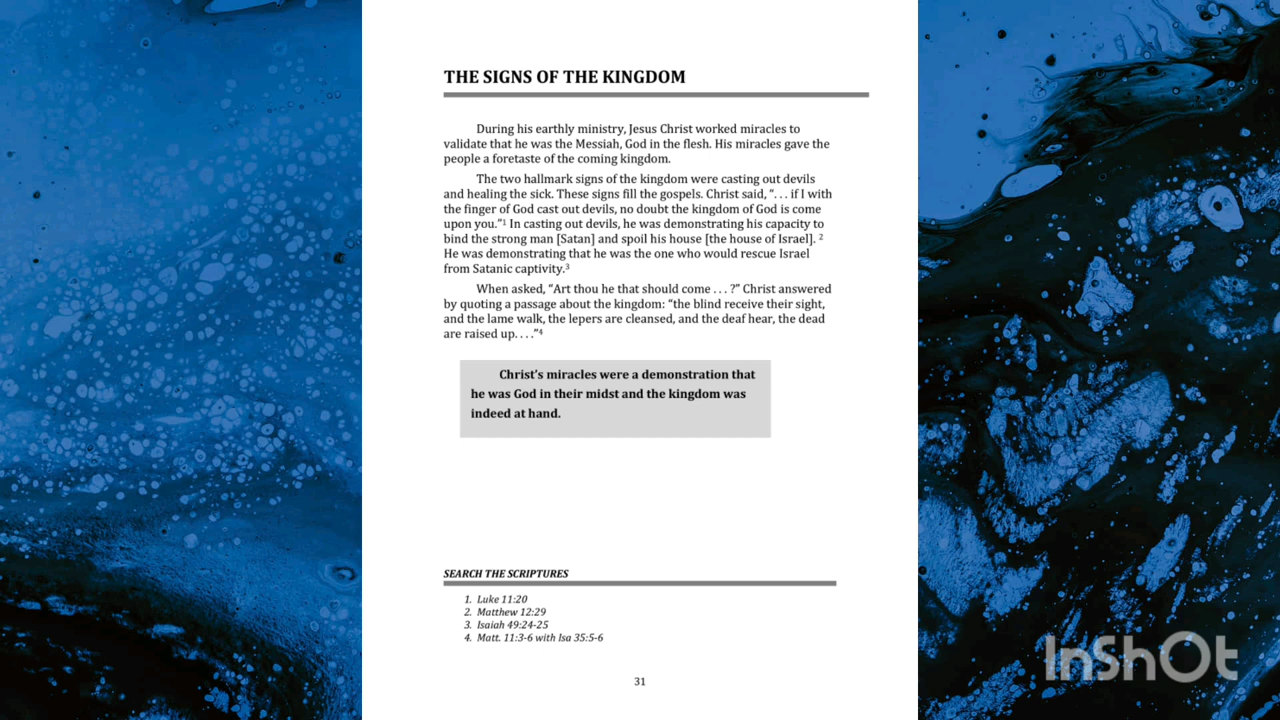 THE SIGNS OF THE KINGDOM
During his earthly ministry, Jesus Christ worked miracles to
validate that he was the Messiah, God in the flesh. His miracles gave the
people a foretaste of the coming kingdom.
The two hallmark signs of the kingdom were casting out devils
and healing the sick. These signs fill the gospels. Christ said, “. . . if I with
the finger of God cast out devils, no doubt the kingdom of God is come
upon you.”¹ In casting out devils, he was demonstrating his capacity to
bind the strong man [Satan] and spoil his house [the house of Israel]. ²
He was demonstrating that he was the one who would rescue Israel
from Satanic captivity.³
When asked, “Art thou he that should come . . . ?” Christ answered
by quoting a passage about the kingdom: “the blind receive their sight,
and the lame walk, the lepers are cleansed, and the deaf hear, the dead
are raised up. . . .”⁴
Christ’s miracles were a demonstration that
he was God in their midst and the kingdom was
indeed at hand.
SEARCH THE SCRIPTURES
1. Luke 11:20
2. Matthew 12:29
3. Isaiah 49:24-25
4. Matt. 11:3-6 with Isa 35:5-6
31
InShOt